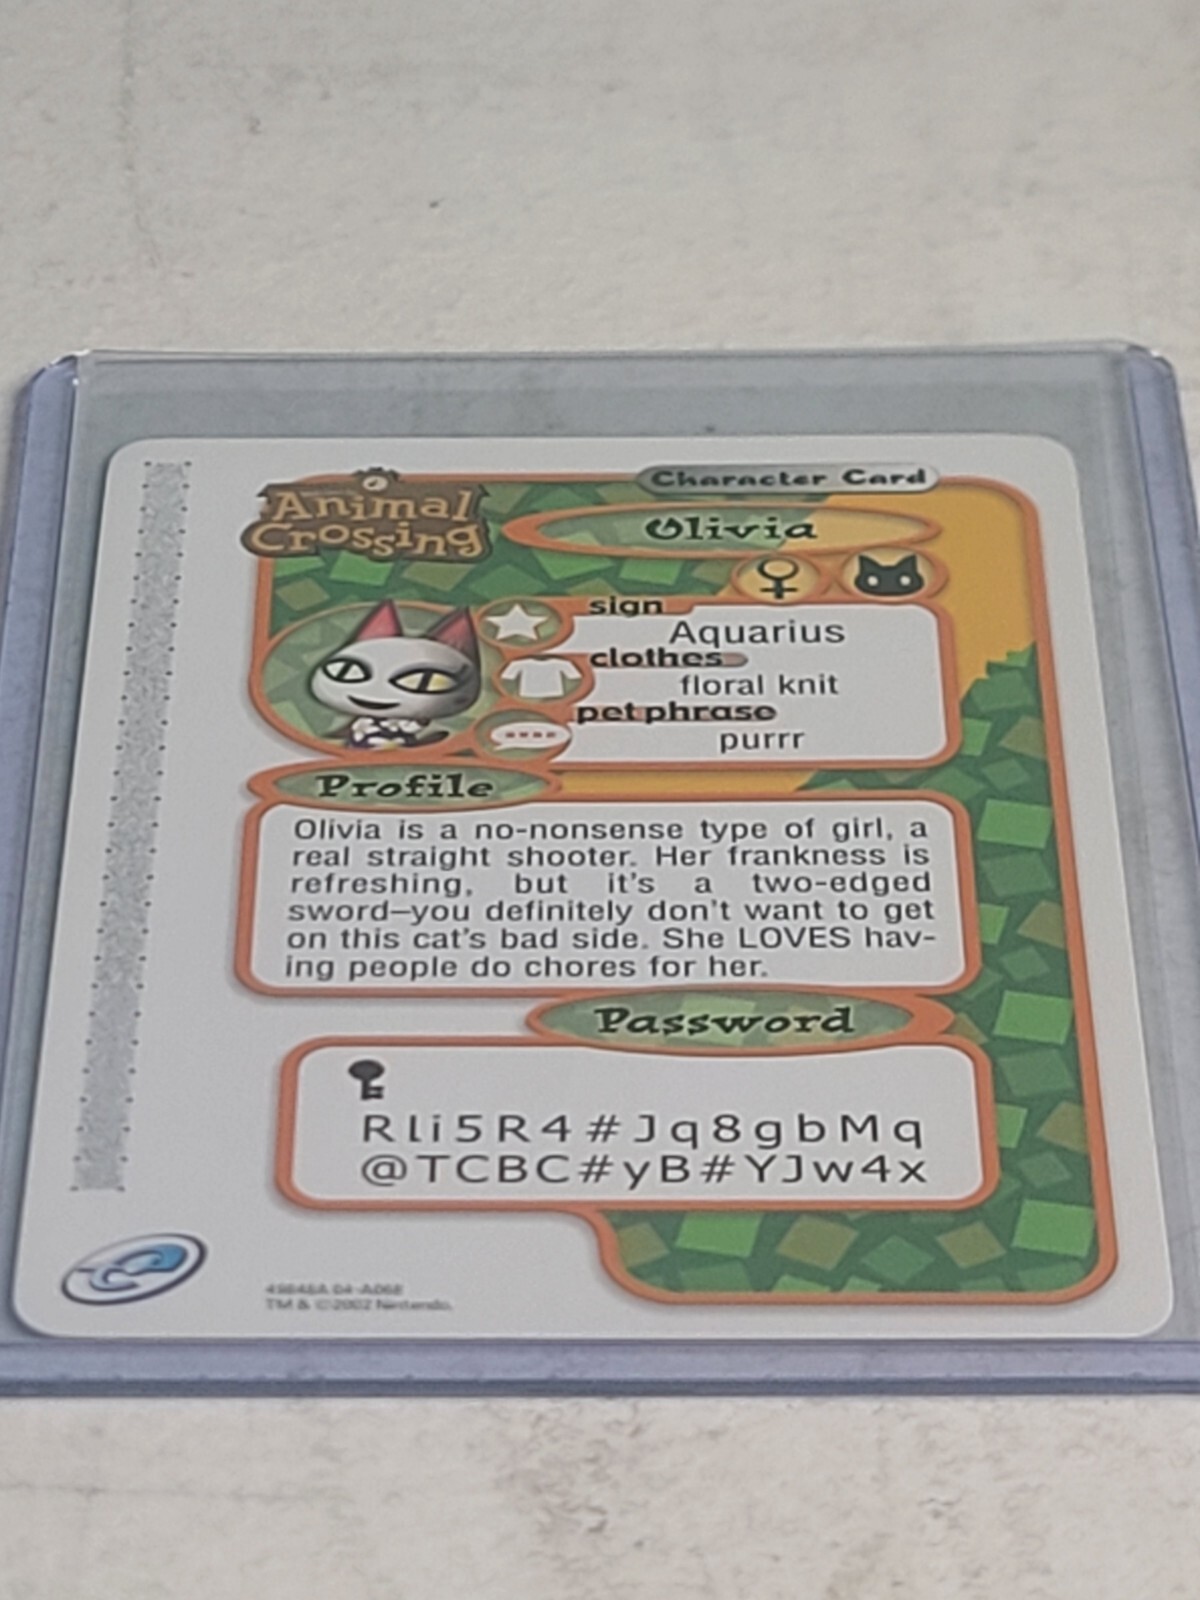 Animal
Crossing
Character Card
Olivia
sign
Aquarius
clothes
floral knit
petphrase
purrr
Profile
Olivia is a no-nonsense type of girl, a
real straight shooter. Her frankness is
refreshing, but it's a two-edged
sword—you definitely don't want to get
on this cat's bad side. She LOVES hav-
ing people do chores for her.
Password
Rli5R4#Jq8gbMq
@TCBC#yB#YJw4x
TM & ©2002 Nintendo.